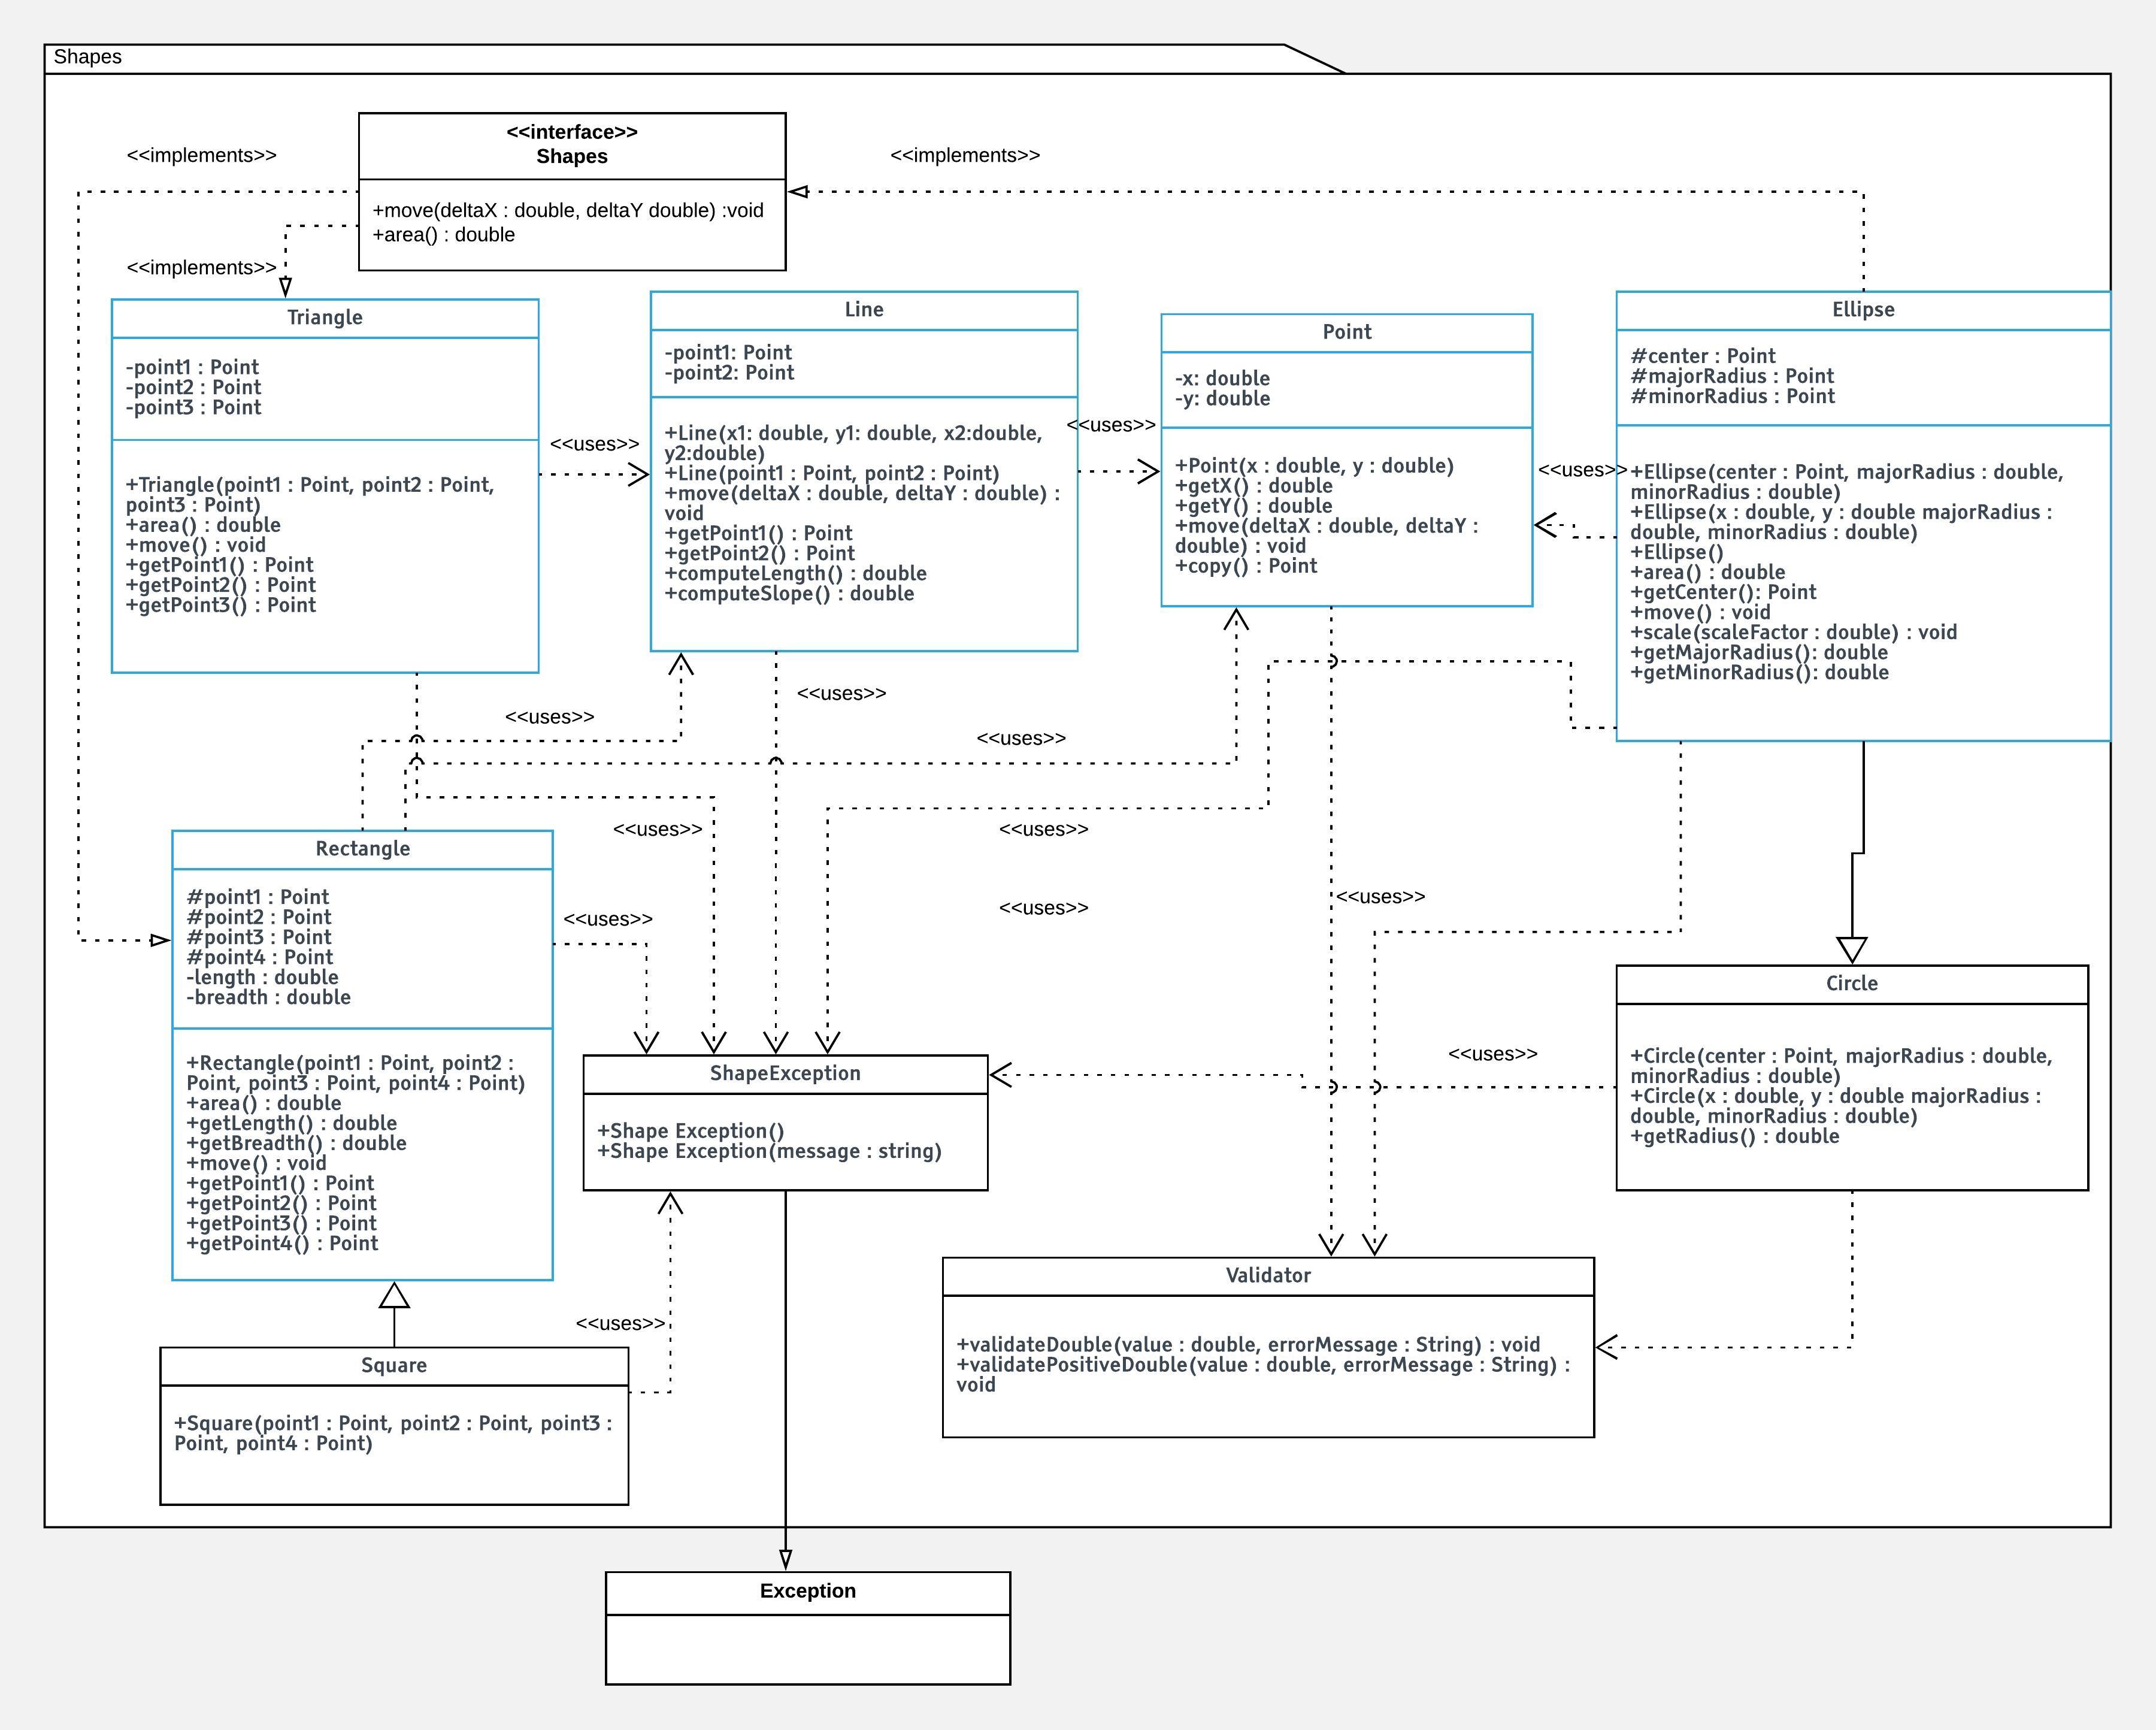 Shapes
<<implements>>
<<interface>>
Shapes
+move(deltaX : double, deltaY double) :void
+area() : double
<<implements>>
<<implements>>
Triangle
-point1 : Point
-point2 : Point
-point3 : Point
+Triangle(point1 : Point, point2 : Point,
point3 : Point)
+area() : double
+move() : void
+getPoint1() : Point
+getPoint2() : Point
+getPoint3() : Point
<<uses>>
Line
-point1: Point
-point2: Point
+Line(x1: double, y1: double, x2:double,
y2:double)
+Line(point1 : Point, point2 : Point)
+move(deltaX : double, deltaY : double) :
void
+getPoint1() : Point
+getPoint2() : Point
+computeLength() : double
+computeSlope() : double
<<uses>>
Point
-x: double
-y: double
+Point(x : double, y : double)
+getX() : double
+getY() : double
+move(deltaX : double, deltaY :
double) : void
+copy() : Point
<<uses>>
Ellipse
#center : Point
#majorRadius : Point
#minorRadius : Point
+Ellipse(center : Point, majorRadius : double,
minorRadius : double)
+Ellipse(x : double, y : double majorRadius :
double, minorRadius : double)
+Ellipse()
+area() : double
+getCenter(): Point
+move() : void
+scale(scaleFactor : double) : void
+getMajorRadius(): double
+getMinorRadius(): double
<<uses>>
<<uses>>
<<uses>>
<<uses>>
<<uses>>
Rectangle
#point1 : Point
#point2 : Point
#point3 : Point
#point4 : Point
-length : double
-breadth : double
+Rectangle(point1 : Point, point2 :
Point, point3 : Point, point4 : Point)
+area() : double
+getLength() : double
+getBreadth() : double
+move() : void
+getPoint1() : Point
+getPoint2() : Point
+getPoint3() : Point
+getPoint4() : Point
<<uses>>
<<uses>>
<<uses>>
Circle
+Circle(center : Point, majorRadius : double,
minorRadius : double)
+Circle(x : double, y : double majorRadius :
double, minorRadius : double)
+getRadius() : double
<<uses>>
ShapeException
+Shape Exception()
+Shape Exception(message : string)
Validator
+validateDouble(value : double, errorMessage : String) : void
+validatePositiveDouble(value : double, errorMessage : String) :
void
<<uses>>
Square
+Square(point1 : Point, point2 : Point, point3 :
Point, point4 : Point)
Exception